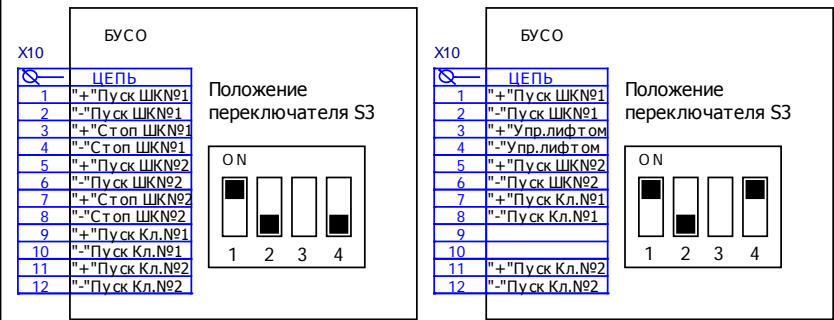 БУСО
X10
ЦЕПЬ
1 "+"Пуск ШК№1
2 "-"Пуск ШК№1
3 "+"Стоп ШК№1
4 "-"Стоп ШК№1
5 "+"Пуск ШК№2
6 "-"Пуск ШК№2
7 "+"Стоп ШК№2
8 "-"Стоп ШК№2
9 "+"Пуск Кл.№1
10 "-"Пуск Кл.№1
11 "+"Пуск Кл.№2
12 "-"Пуск Кл.№2
Положение
переключателя S3
ON
1 2 3 4
БУСО
X10
ЦЕПЬ
1 "+"Пуск ШК№1
2 "-"Пуск ШК№1
3 "+"Упр.лифтом
4 "-"Упр.лифтом
5 "+"Пуск ШК№2
6 "-"Пуск ШК№2
7 "+"Пуск Кл.№1
8 "-"Пуск Кл.№1
9
10
11 "+"Пуск Кл.№2
12 "-"Пуск Кл.№2
Положение
переключателя S3
ON
1 2 3 4